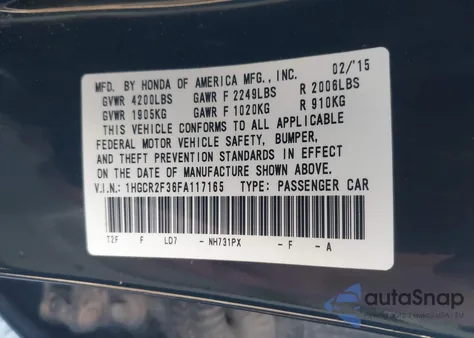 MFD. BY HONDA OF AMERICA MFG., INC. 02/'15
GVWR 4200LBS GAWR F 2249LBS R 2006LBS
GVWR 1905KG GAWR F 1020KG R 910KG
THIS VEHICLE CONFORMS TO ALL APPLICABLE
FEDERAL MOTOR VEHICLE SAFETY, BUMPER,
AND THEFT PREVENTION STANDARDS IN EFFECT
ON THE DATE OF MANUFACTURE SHOWN ABOVE.
V.I.N.: 1HGCR2F36FA117165 TYPE: PASSENGER CAR
T2F F LD7 - NH731PX - F - A
autoSnap